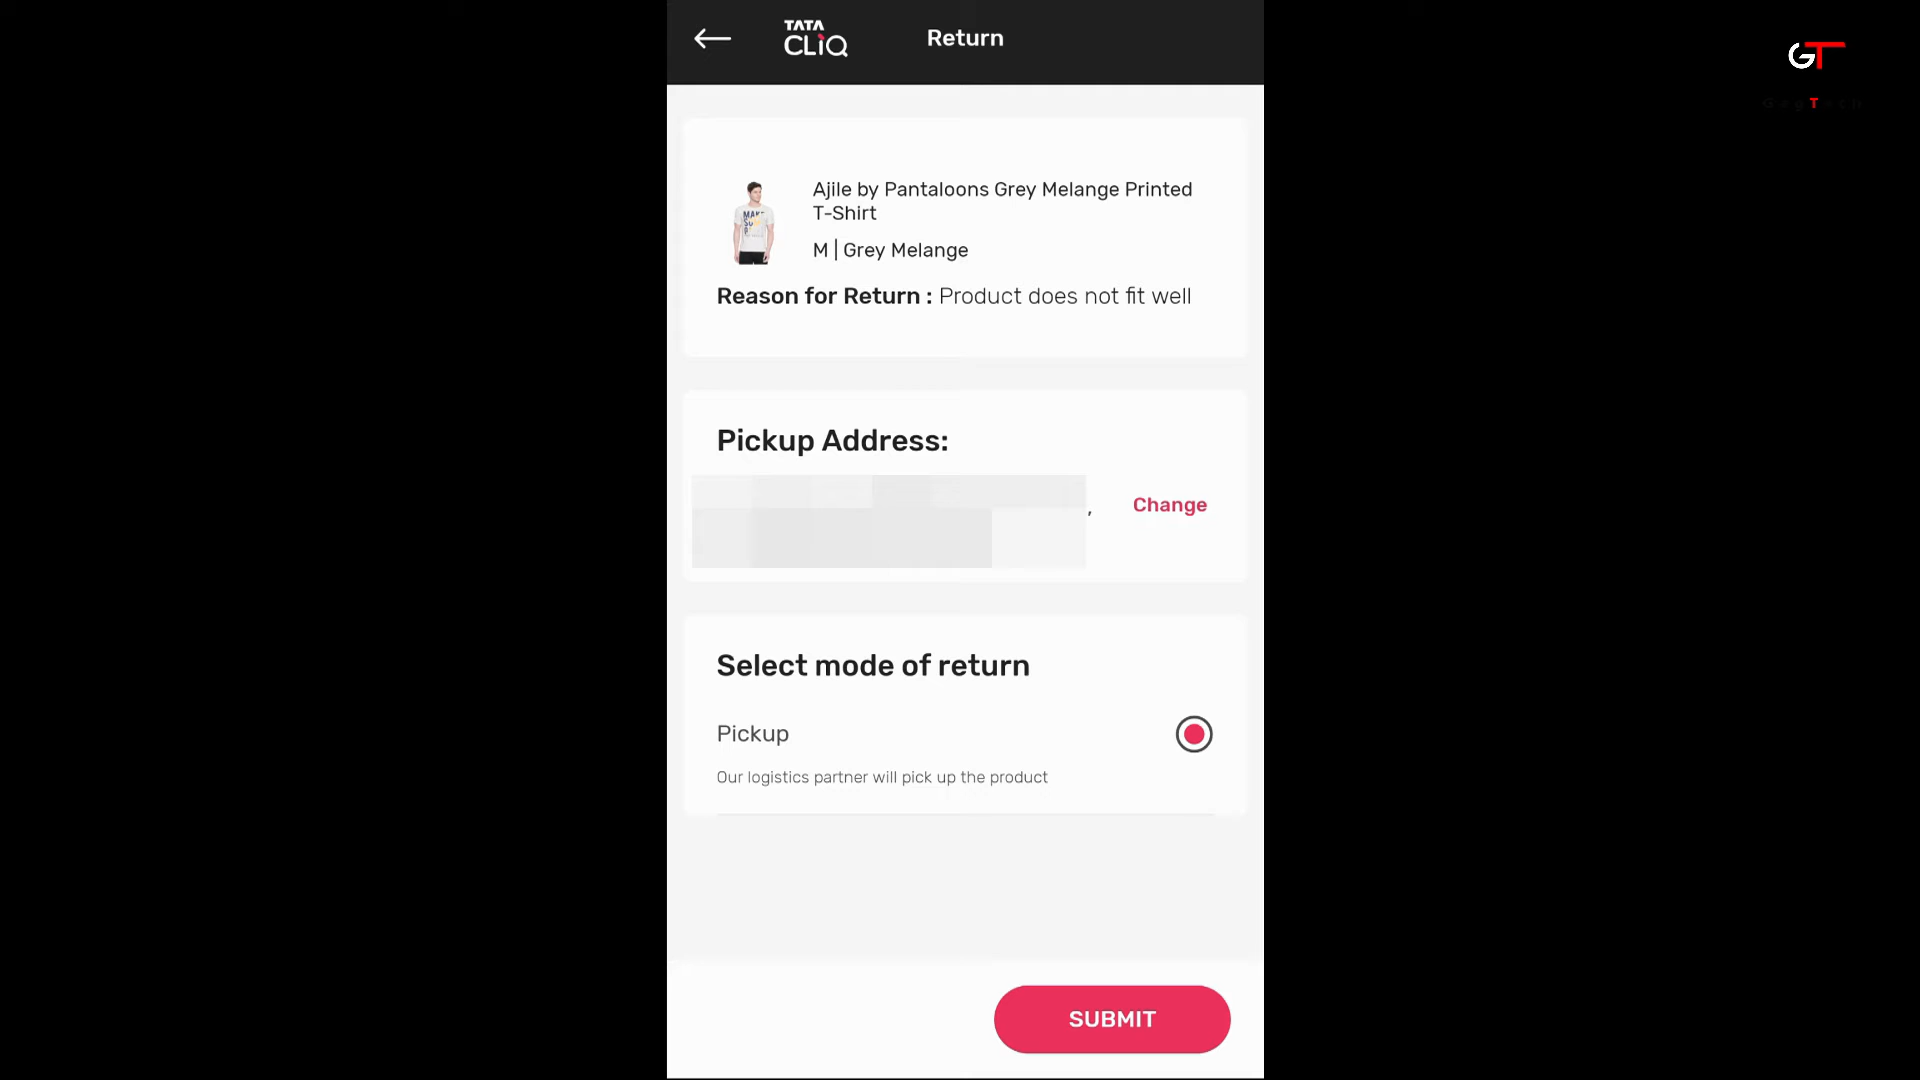 TATA
CLiQ
Return
GT
Ajile by Pantaloons Grey Melange Printed
T-Shirt
M | Grey Melange
Reason for Return : Product does not fit well
Pickup Address:
,
Change
Select mode of return
Pickup
Our logistics partner will pick up the product
SUBMIT